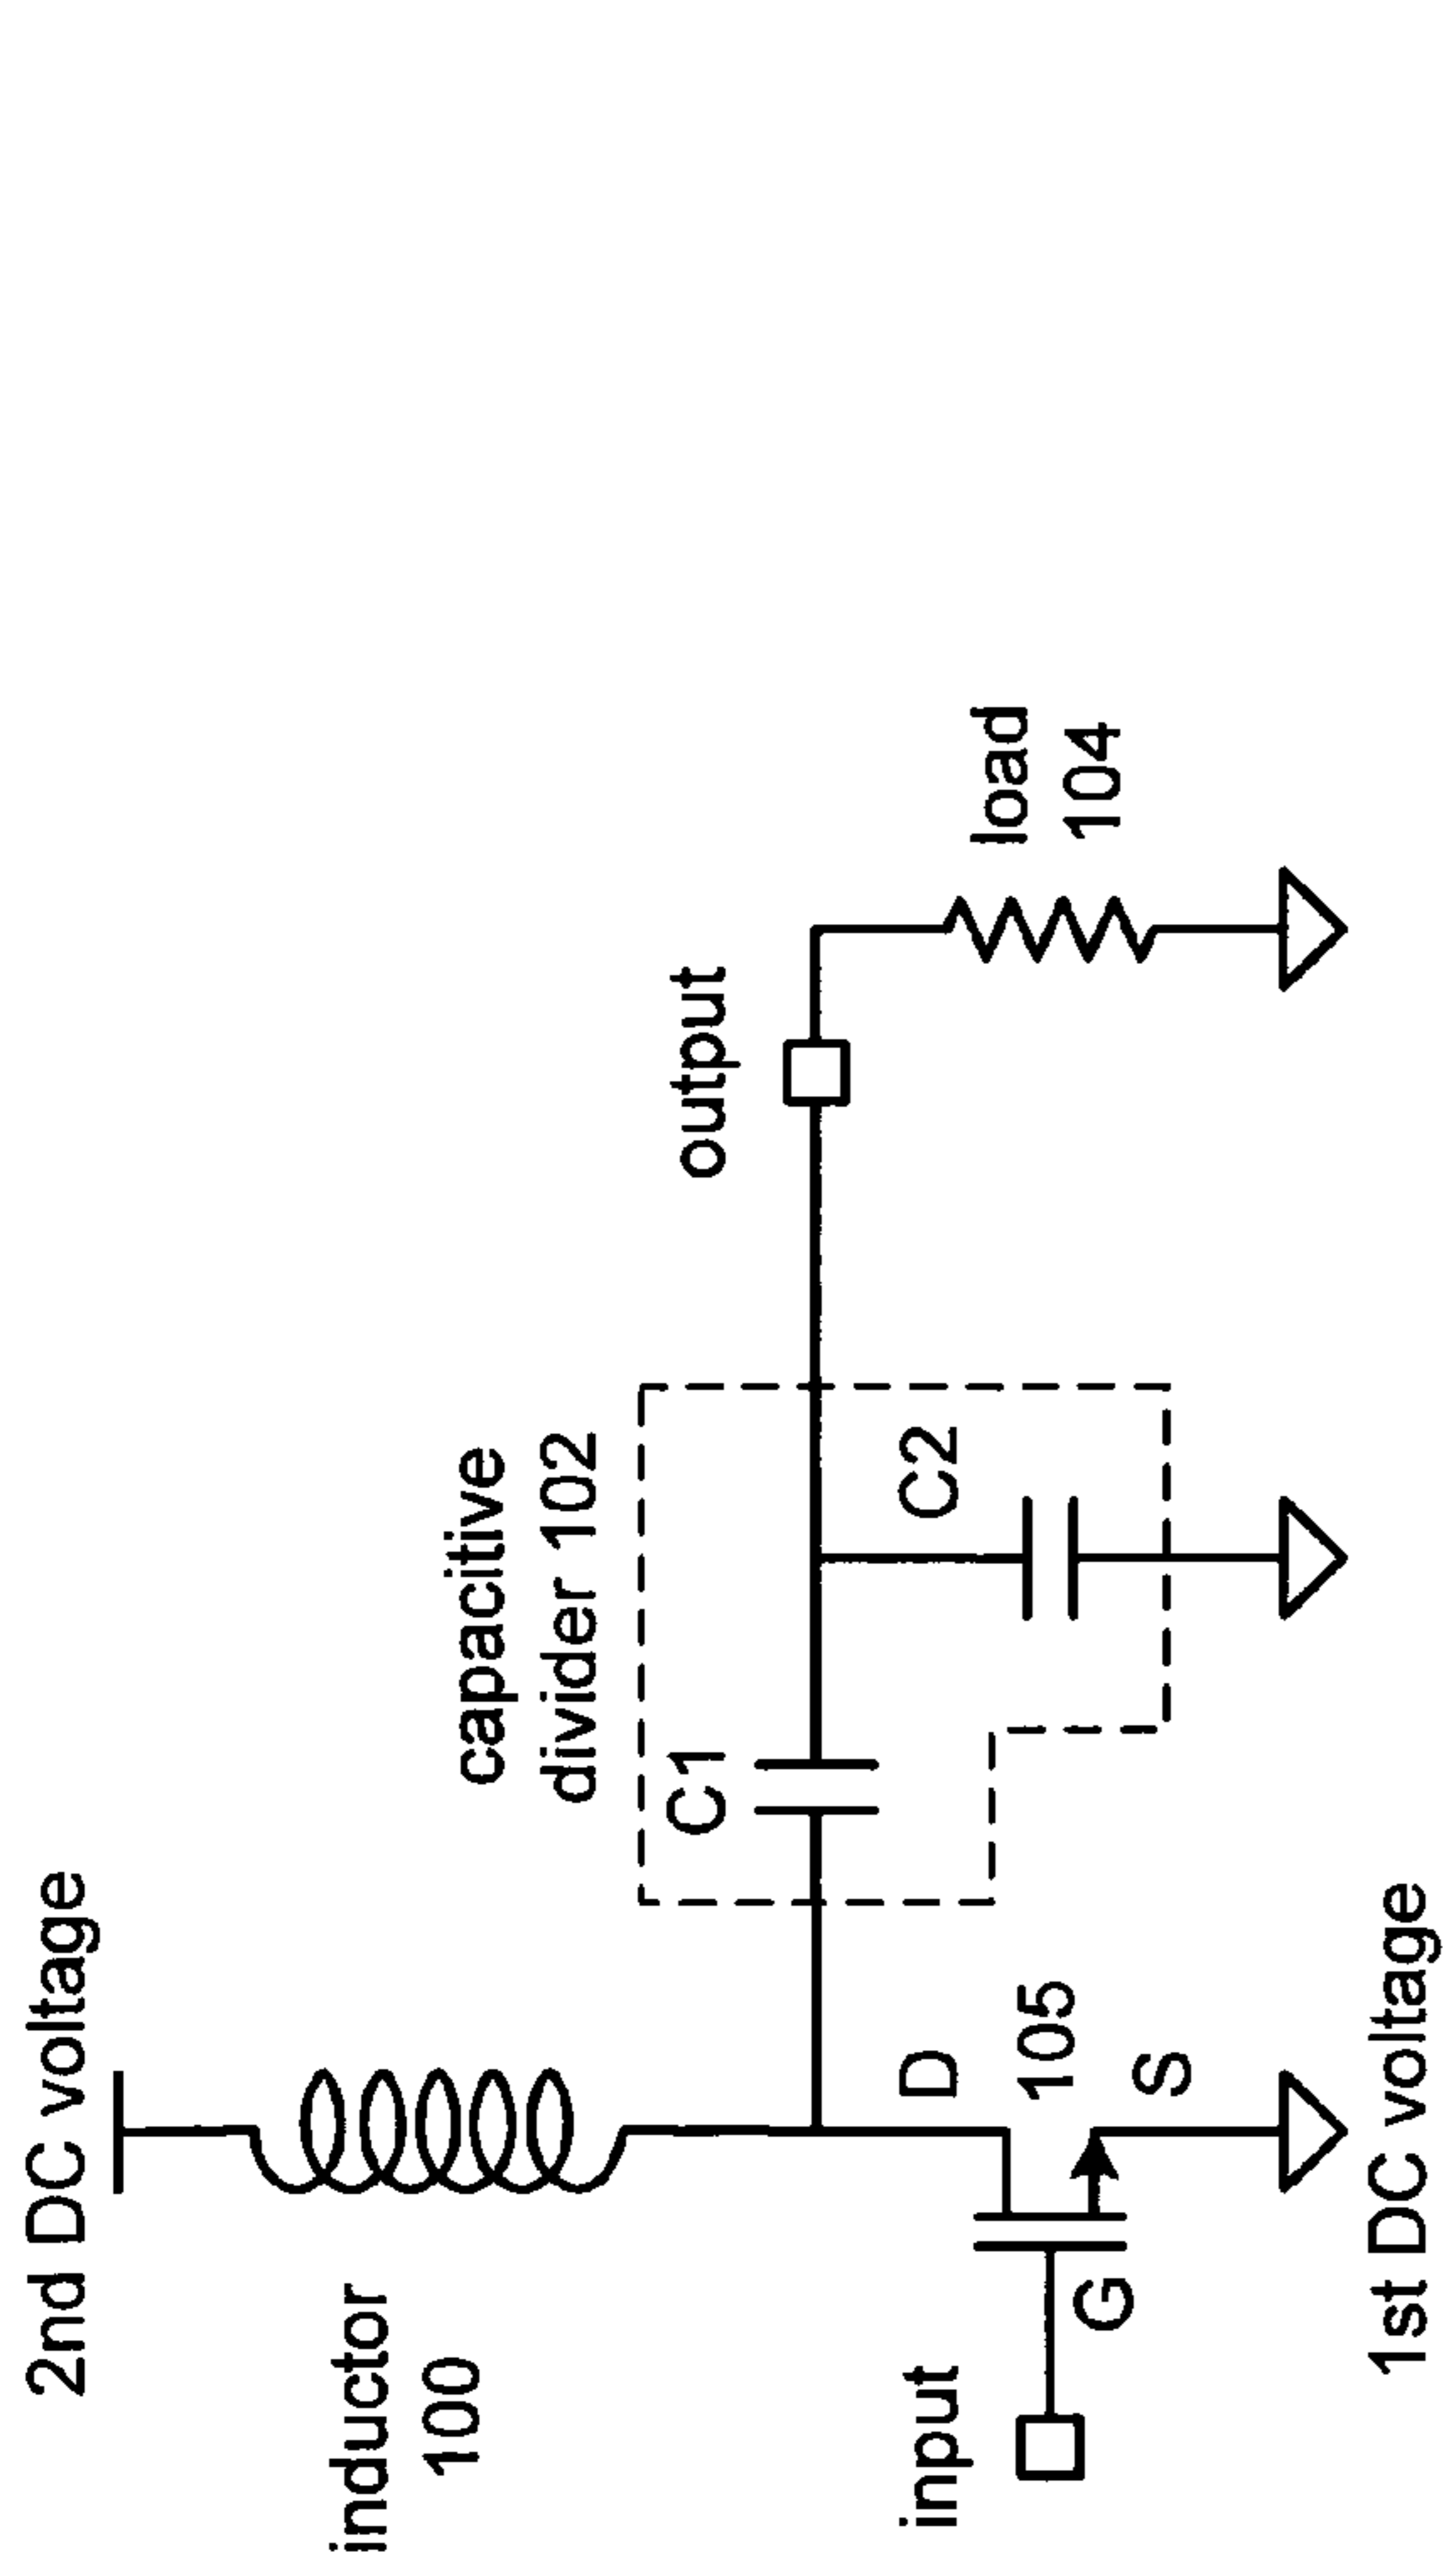 2nd DC voltage
inductor
100
capacitive
divider 102
C1
C2
output
load
104
input
G
D
105
S
1st DC voltage